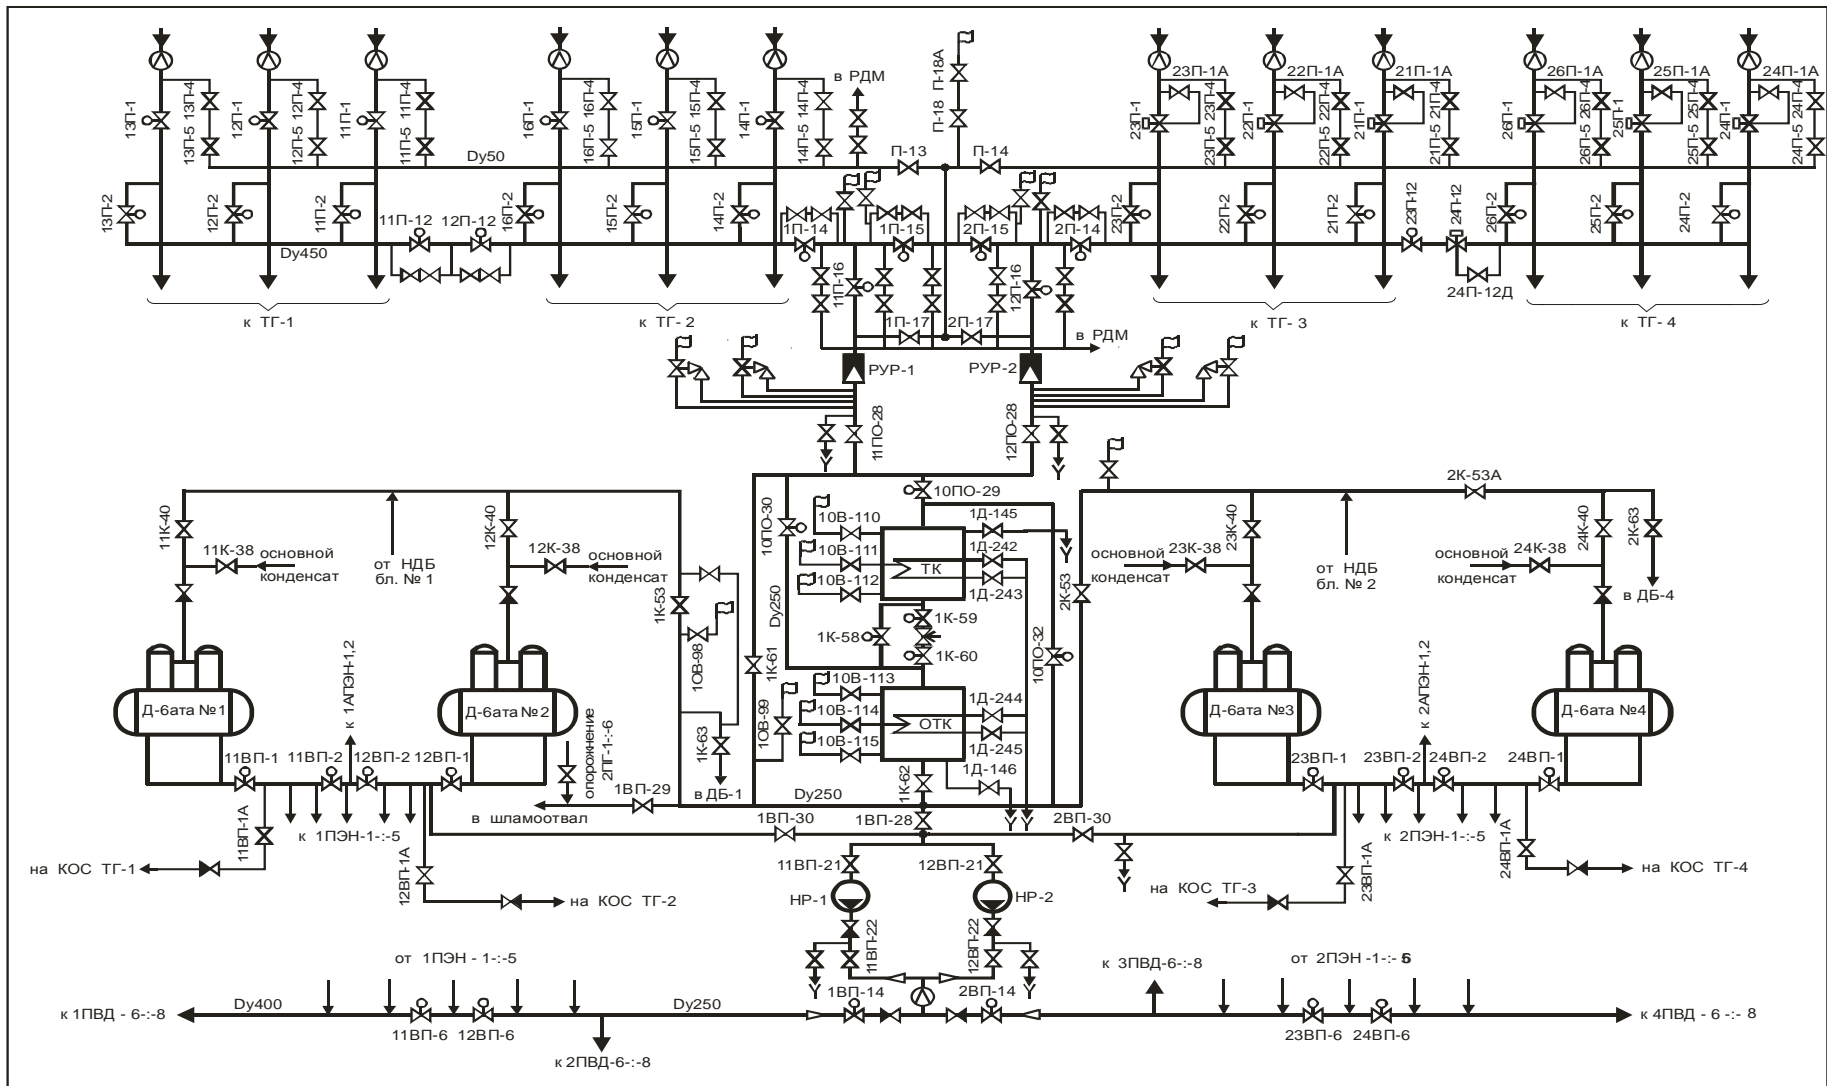 в РДМ
П-18А
П-18
23П-1А
22П-1А
21П-1А
26П-1А
25П-1А
24П-1А
13П-1
13П-4
13П-5
12П-1
12П-4
12П-5
11П-1
11П-4
11П-5
16П-1
16П-4
16П-5
15П-1
15П-4
15П-5
14П-1
14П-4
14П-5
23П-1
23П-4
23П-5
22П-1
22П-4
22П-5
21П-1
21П-4
21П-5
26П-1
26П-4
26П-5
25П-1
25П-4
25П-5
24П-1
24П-4
24П-5
Dy50
П-13
П-14
13П-2
12П-2
11П-2
11П-12
12П-12
16П-2
15П-2
14П-2
1П-14
1П-15
2П-15
2П-14
23П-2
22П-2
21П-2
23П-12
24П-12
26П-2
25П-2
24П-2
Dy450
11П-16
12П-16
24П-12Д
к ТГ-1
к ТГ- 2
1П-17
2П-17
к ТГ- 3
к ТГ- 4
в РДМ
РУР-1
РУР-2
11ПО-28
12ПО-28
10ПО-29
2К-53А
11К-40
12К-40
10ПО-30
10В-110
1Д-145
23К-40
24К-40
2К-63
11К-38
основной
конденсат
от НДБ
бл. № 1
12К-38
основной
конденсат
10В-111
ТК
1Д-242
10В-112
1Д-243
основной
конденсат
23К-38
от НДБ
бл. № 2
основной
конденсат
24К-38
в ДБ-4
1К-53
Dy250
2К-53
1К-59
1К-58
1К-60
10ПО-32
1ОВ-98
1К-61
к 1АПЭН-1,2
к 2АПЭН-1,2
Д-6ата №1
Д-6ата №2
10В-113
1Д-244
10В-114
ОТК
10В-115
1Д-245
1ОВ-99
Д-6ата №3
Д-6ата №4
опорожнение
2ПГ-1-:-6
1К-63
11ВП-1
11ВП-2
12ВП-2
12ВП-1
23ВП-1
23ВП-2
24ВП-2
24ВП-1
1Д-146
1К-62
1ВП-29
в ДБ-1
Dy250
в шламоотвал
1ВП-30
1ВП-28
2ВП-30
11ВП-1А
к 1ПЭН-1-:-5
к 2ПЭН-1-:-5
12ВП-1А
23ВП-1А
24ВП-1А
на КОС ТГ-1
на КОС ТГ-2
на КОС ТГ-3
на КОС ТГ-4
11ВП-21
12ВП-21
НР-1
НР-2
11ВП-22
12ВП-22
от 1ПЭН - 1-:-5
к 3ПВД-6-:-8
от 2ПЭН -1-:-
Dy400
Dy250
1ВП-14
2ВП-14
к 1ПВД - 6-:-8
к 4ПВД - 6 -:- 8
11ВП-6
12ВП-6
23ВП-6
24ВП-6
к 2ПВД-6-:-8